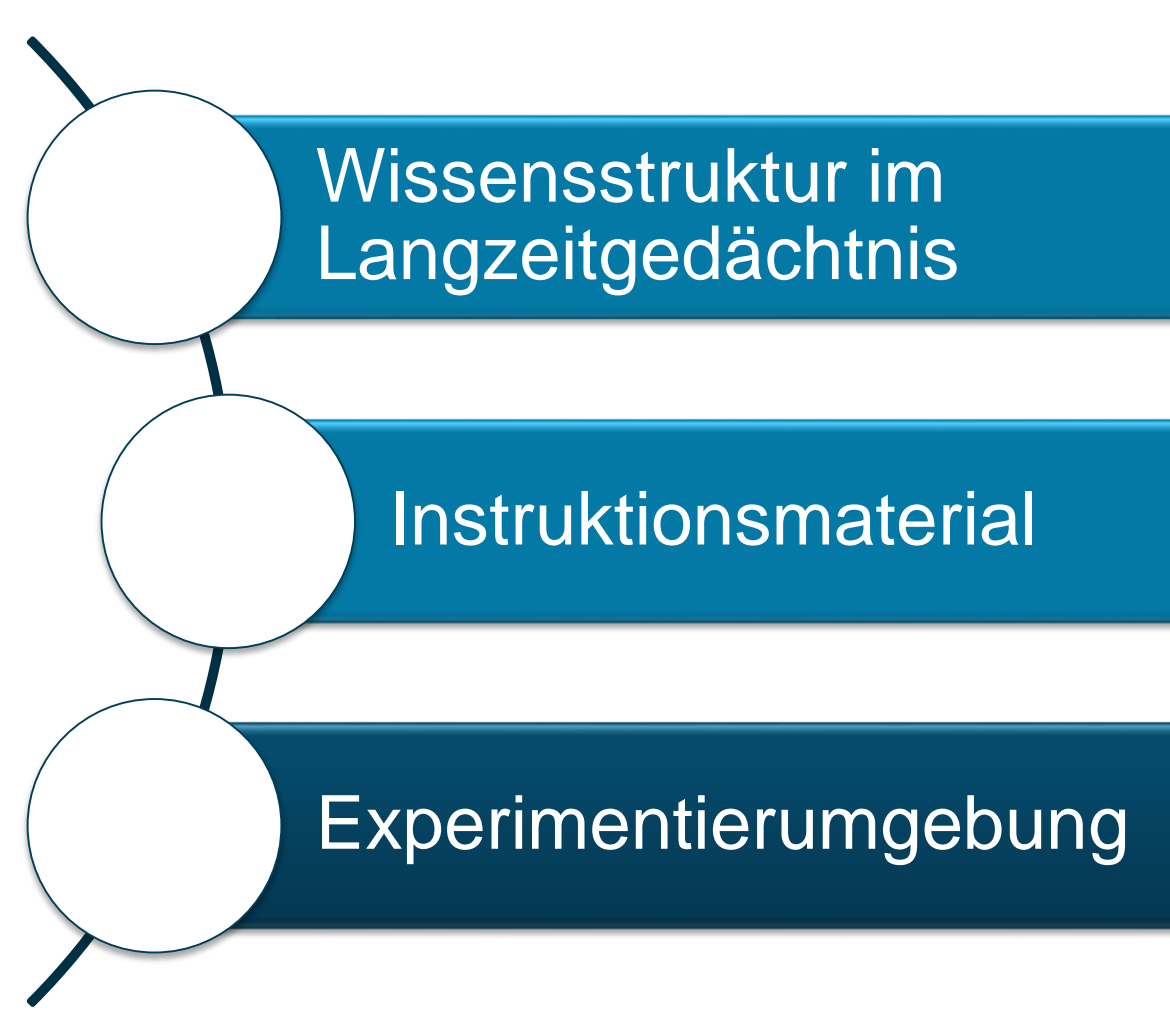 Wissensstruktur im
Langzeitgedächtnis
Instruktionsmaterial
Experimentierumgebung